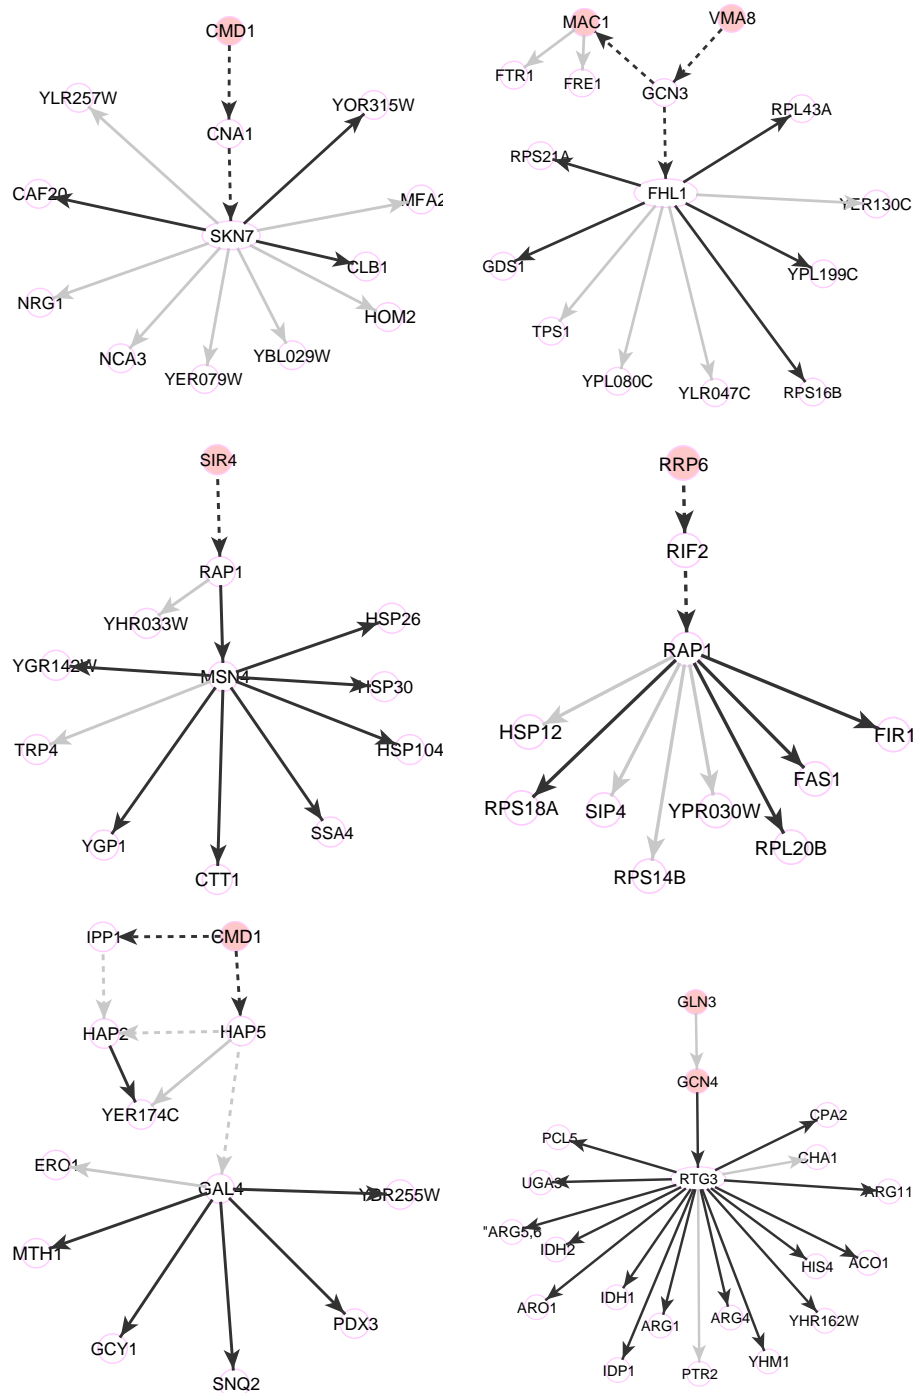 CMD1
YLR257W
YOR315W
CNA1
CAF20
MFA2
SKN7
CLB1
NRG1
HOM2
NCA3
YBL029W
YER079W
MAC1
VMA8
FTR1
FRE1
GCN3
RPL43A
RPS21A
FHL1
YER130C
GDS1
YPL199C
TPS1
YPL080C
YLR047C
RPS16B
SIR4
RAP1
YHR033W
HSP26
YGR142W
MSN4
HSP30
TRP4
HSP104
YGP1
SSA4
CTT1
RRP6
RIF2
RAP1
HSP12
FIR1
FAS1
RPS18A
SIP4
YPR030W
RPL20B
RPS14B
IPP1
CMD1
HAP2
HAP5
YER174C
ERO1
GAL4
MTH1
PDX3
GCY1
SNQ2
GLN3
GCN4
CPA2
PCL5
CHA1
UGA3
RTG3
ARG11
"ARG5,6
IDH2
HIS4
ACO1
ARO1
IDH1
ARG1
ARG4
YHR162W
IDP1
PTR2
YHM1